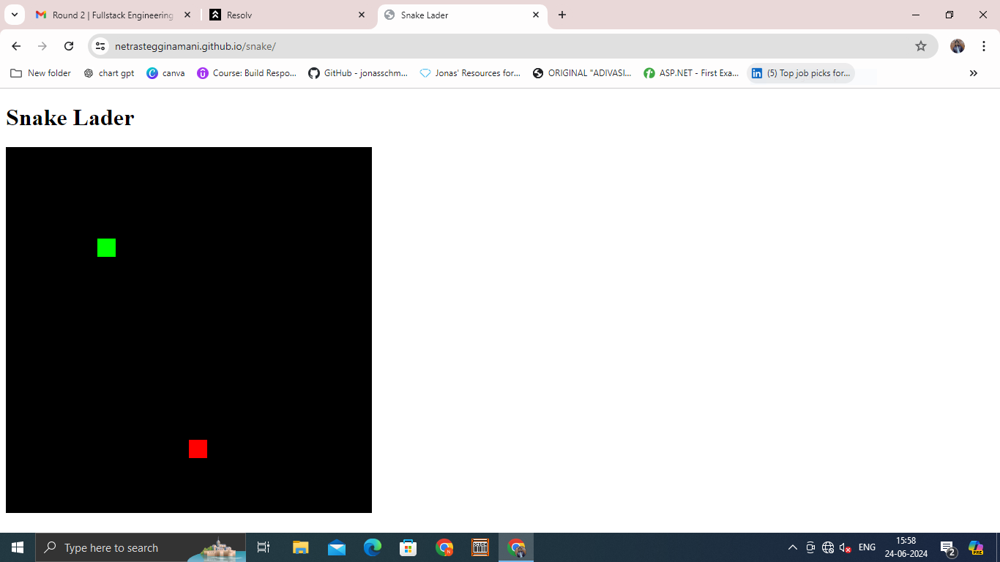 Round 2 | Fullstack Engineering
Resolv
Snake Lader
netrastegginamani.github.io/snake/
New folder
chart gpt
canva
Course: Build Respo...
GitHub - jonasschm...
Jonas' Resources for...
ORIGINAL "ADIVASI...
ASP.NET - First Exa...
(5) Top job picks for...
Snake Lader
Type here to search
ENG
15:58
24-06-2024
2
PRE